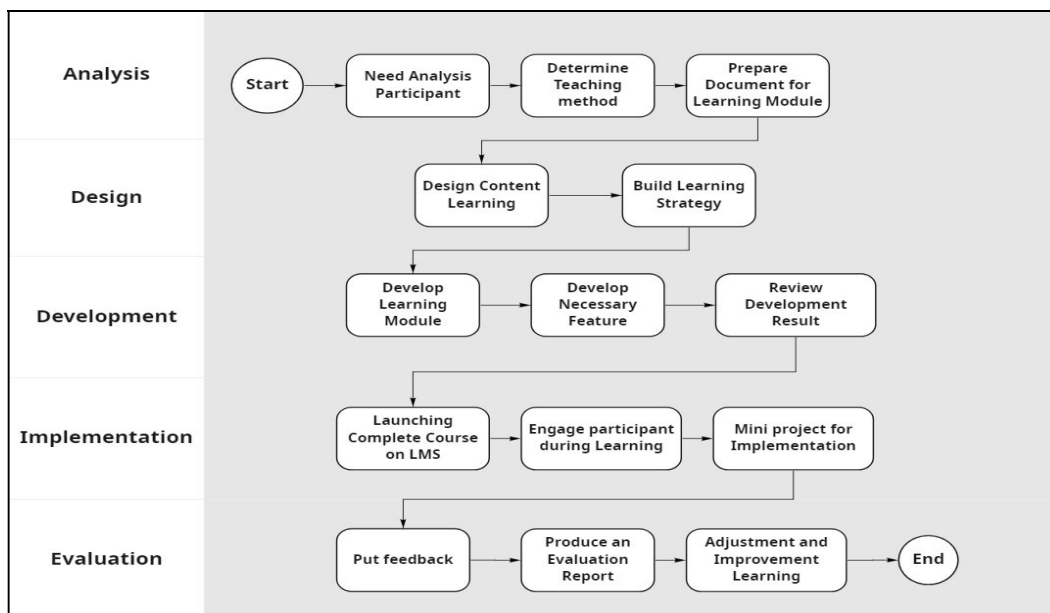 Analysis
Start
Need Analysis
Participant
Determine
Teaching
method
Prepare
Document for
Learning Module
Design
Design Content
Learning
Build Learning
Strategy
Development
Develop
Learning
Module
Develop
Necessary
Feature
Review
Development
Result
Implementation
Launching
Complete Course
on LMS
Engage participant
during Learning
Mini project for
Implementation
Evaluation
Put feedback
Produce an
Evaluation
Report
Adjustment and
Improvement
Learning
End